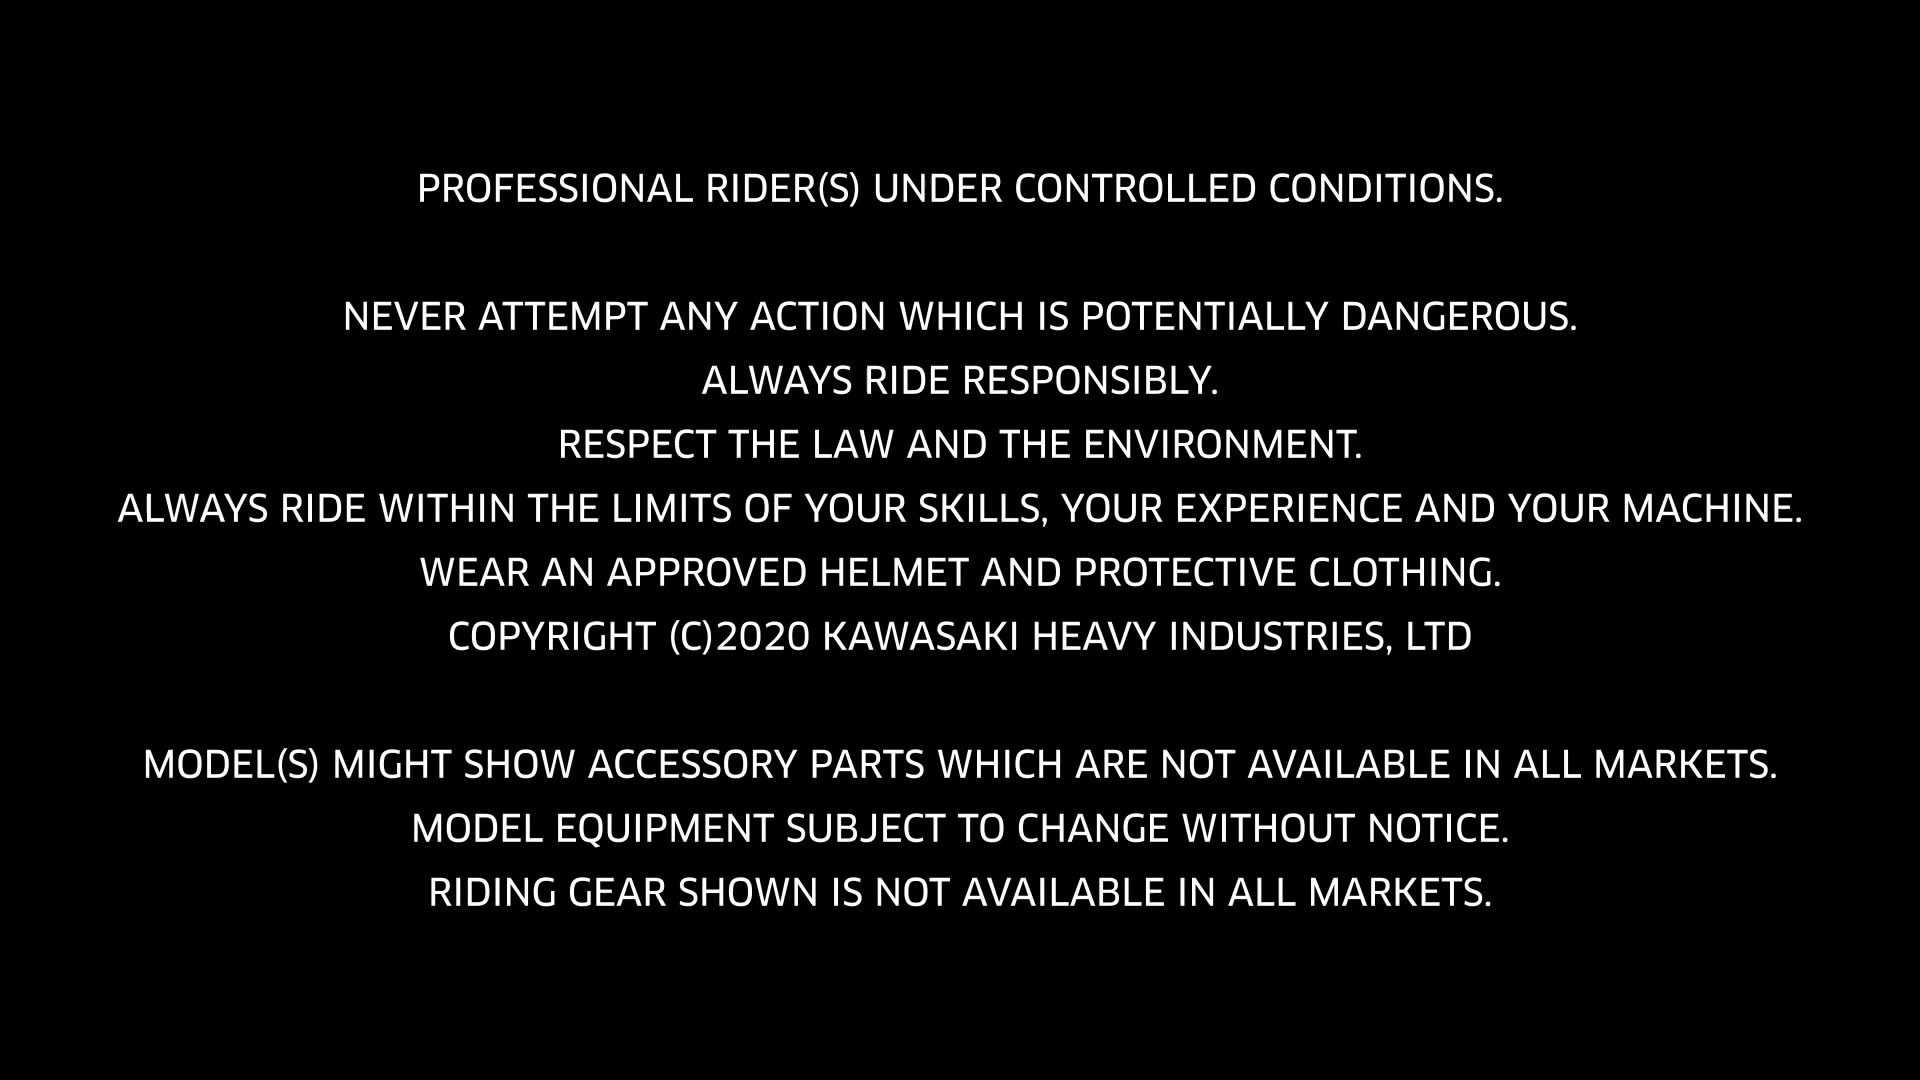 PROFESSIONAL RIDER(S) UNDER CONTROLLED CONDITIONS.
NEVER ATTEMPT ANY ACTION WHICH IS POTENTIALLY DANGEROUS.
ALWAYS RIDE RESPONSIBLY.
RESPECT THE LAW AND THE ENVIRONMENT.
ALWAYS RIDE WITHIN THE LIMITS OF YOUR SKILLS, YOUR EXPERIENCE AND YOUR MACHINE.
WEAR AN APPROVED HELMET AND PROTECTIVE CLOTHING.
COPYRIGHT (C)2020 KAWASAKI HEAVY INDUSTRIES, LTD
MODEL(S) MIGHT SHOW ACCESSORY PARTS WHICH ARE NOT AVAILABLE IN ALL MARKETS.
MODEL EQUIPMENT SUBJECT TO CHANGE WITHOUT NOTICE.
RIDING GEAR SHOWN IS NOT AVAILABLE IN ALL MARKETS.